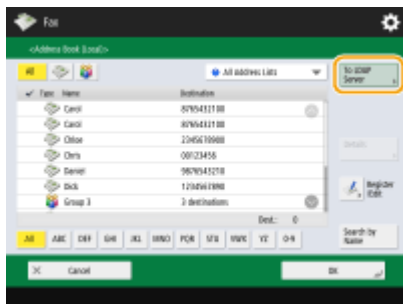 Fax
<Address Book (Local)>
All
All Address Lists
To LDAP
Server
Type Name Destination
Carol 8765432100
Carol 8765432100
Chloe 2345678900
Chris 00123456
Daniel 9876543210
Dick 1234567890
Group 3 3 destinations
Details
Register/
Edit
Dest.: 0
All ABC DEF GHI JKL MNO PQR STU VWX YZ 0-9
Search by
Name
Cancel
OK